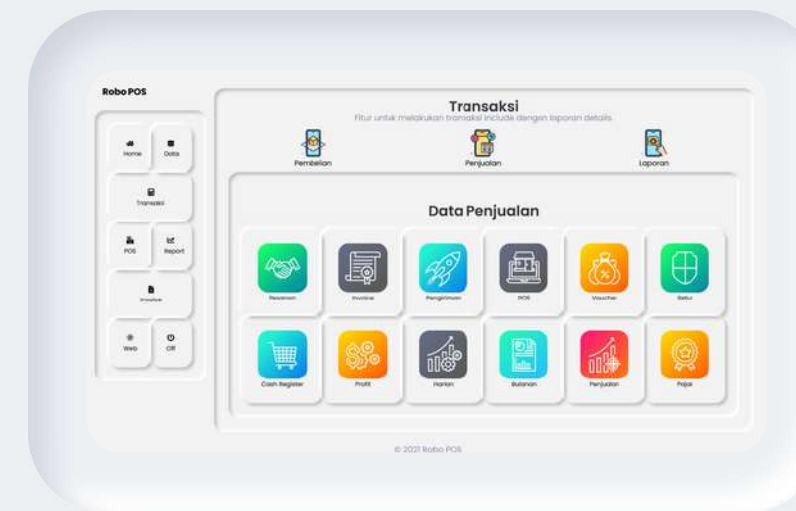 Robo POS
Transaksi
Fitur untuk melakukan transaksi include dengan laporan details
Pembelian
Penjualan
Laporan
Home
Data
Transaksi
POS
Report
Web
Off
Data Penjualan
Pesanan
Invoice
Pengiriman
POS
Voucher
Retur
Cash Register
Profit
Harian
Bulanan
Penjualan
Pajak
© 2021 Robo POS